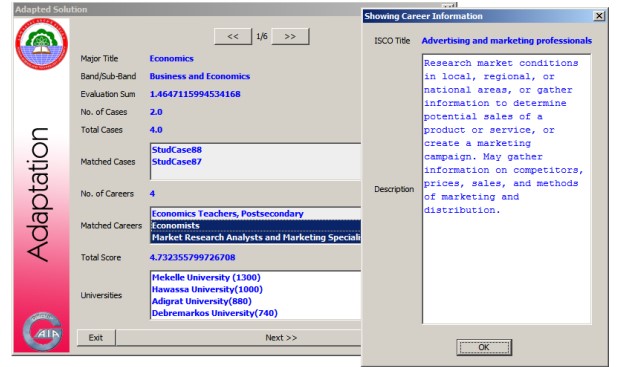 Adapted Solution
<< 1/6 >>
Major Title Economics
Band/Sub-Band Business and Economics
Evaluation Sum 1.4647115994534168
No. of Cases 2.0
Total Cases 4.0
Matched Cases
StudCase88
StudCase87
No. of Careers 4
Matched Careers
Economics Teachers, Postsecondary
Economists
Market Research Analysts and Marketing Speciali
Total Score 4.732355799726708
Universities
Mekelle University (1300)
Hawassa University(1000)
Adigrat University(880)
Debremarkos University(740)
Exit Next >>
Adaptation
Showing Career Information
ISCO Title Advertising and marketing professionals
Description
Research market conditions
in local, regional, or
national areas, or gather
information to determine
potential sales of a
product or service, or
create a marketing
campaign. May gather
information on competitors,
prices, sales, and methods
of marketing and
distribution.
OK